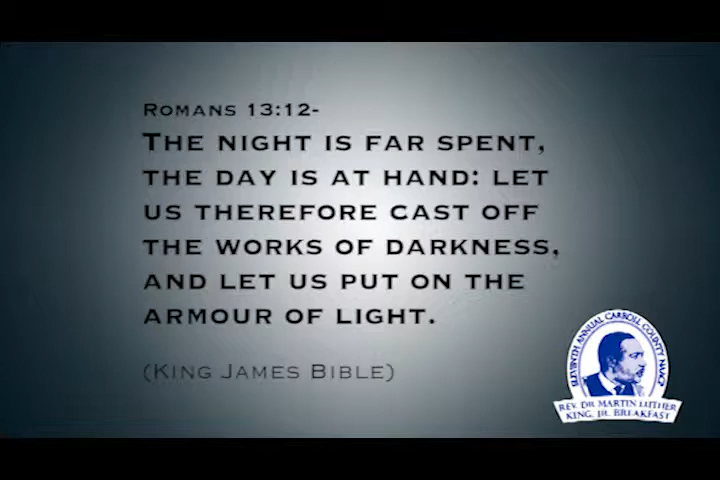 Romans 13:12-
The night is far spent,
the day is at hand: let
us therefore cast off
the works of darkness,
and let us put on the
armour of light.
(King James Bible)
ELEVENTH ANNUAL CARROLL COUNTY NAACP
REV. DR. MARTIN LUTHER
KING, JR. BREAKFAST